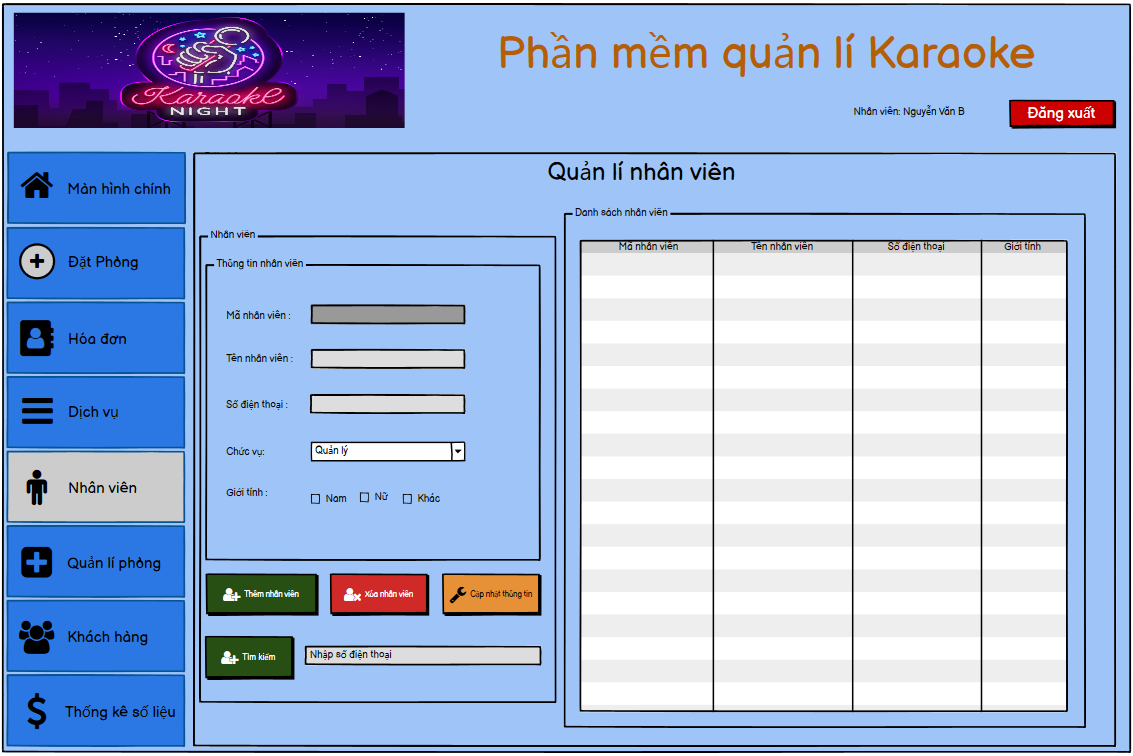 Karaoke
NIGHT
Phần mềm quản lí Karaoke
Nhân viên: Nguyễn Văn B
Đăng xuất
Màn hình chính
Đặt Phòng
Hóa đơn
Dịch vụ
Nhân viên
Quản lí phòng
Khách hàng
Thống kê số liệu
Quản lí nhân viên
Nhân viên
Thông tin nhân viên
Mã nhân viên :
Tên nhân viên :
Số điện thoại :
Chức vụ: Quản lý
Giới tính : Nam Nữ Khác
Thêm nhân viên Xóa nhân viên Cập nhật thông tin
Tìm kiếm Nhập số điện thoại
Danh sách nhân viên
Mã nhân viên Tên nhân viên Số điện thoại Giới tính